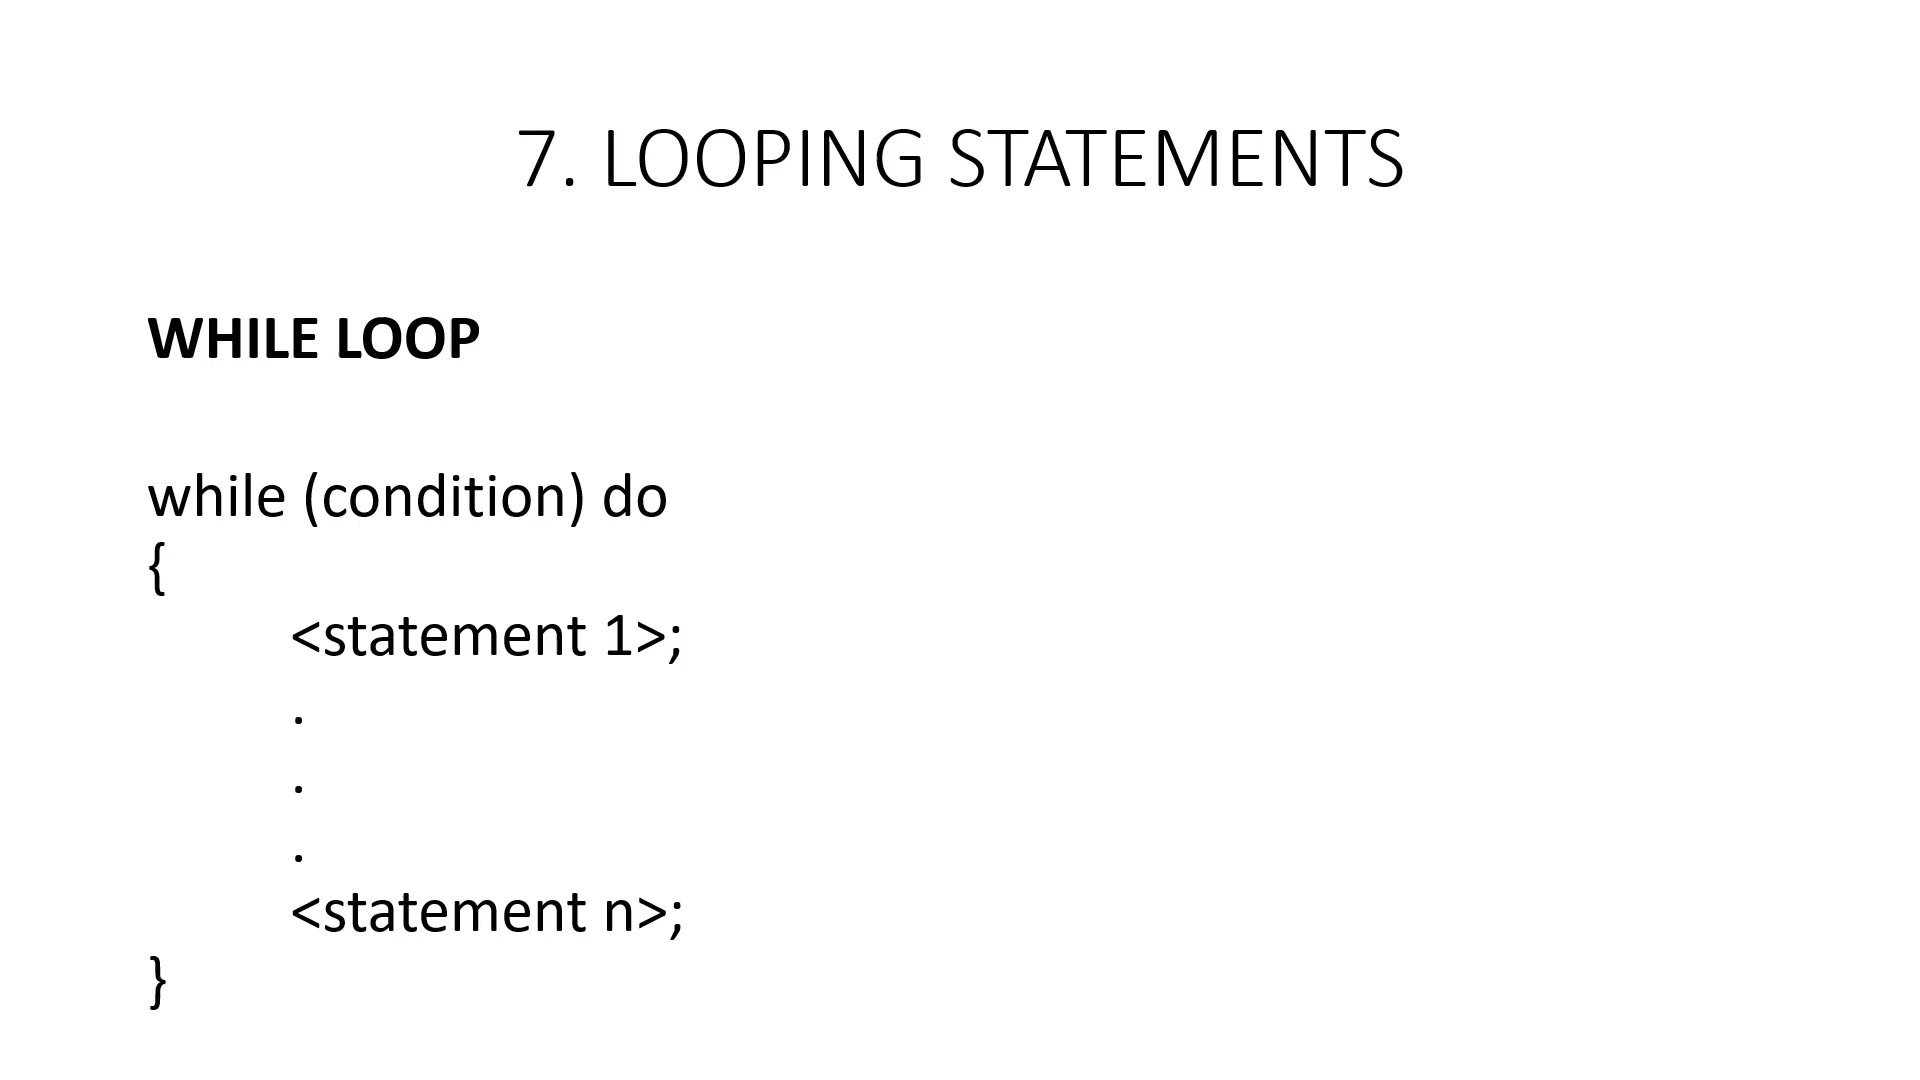 7. LOOPING STATEMENTS
WHILE LOOP
while (condition) do
{
<statement 1>;
.
.
.
<statement n>;
}